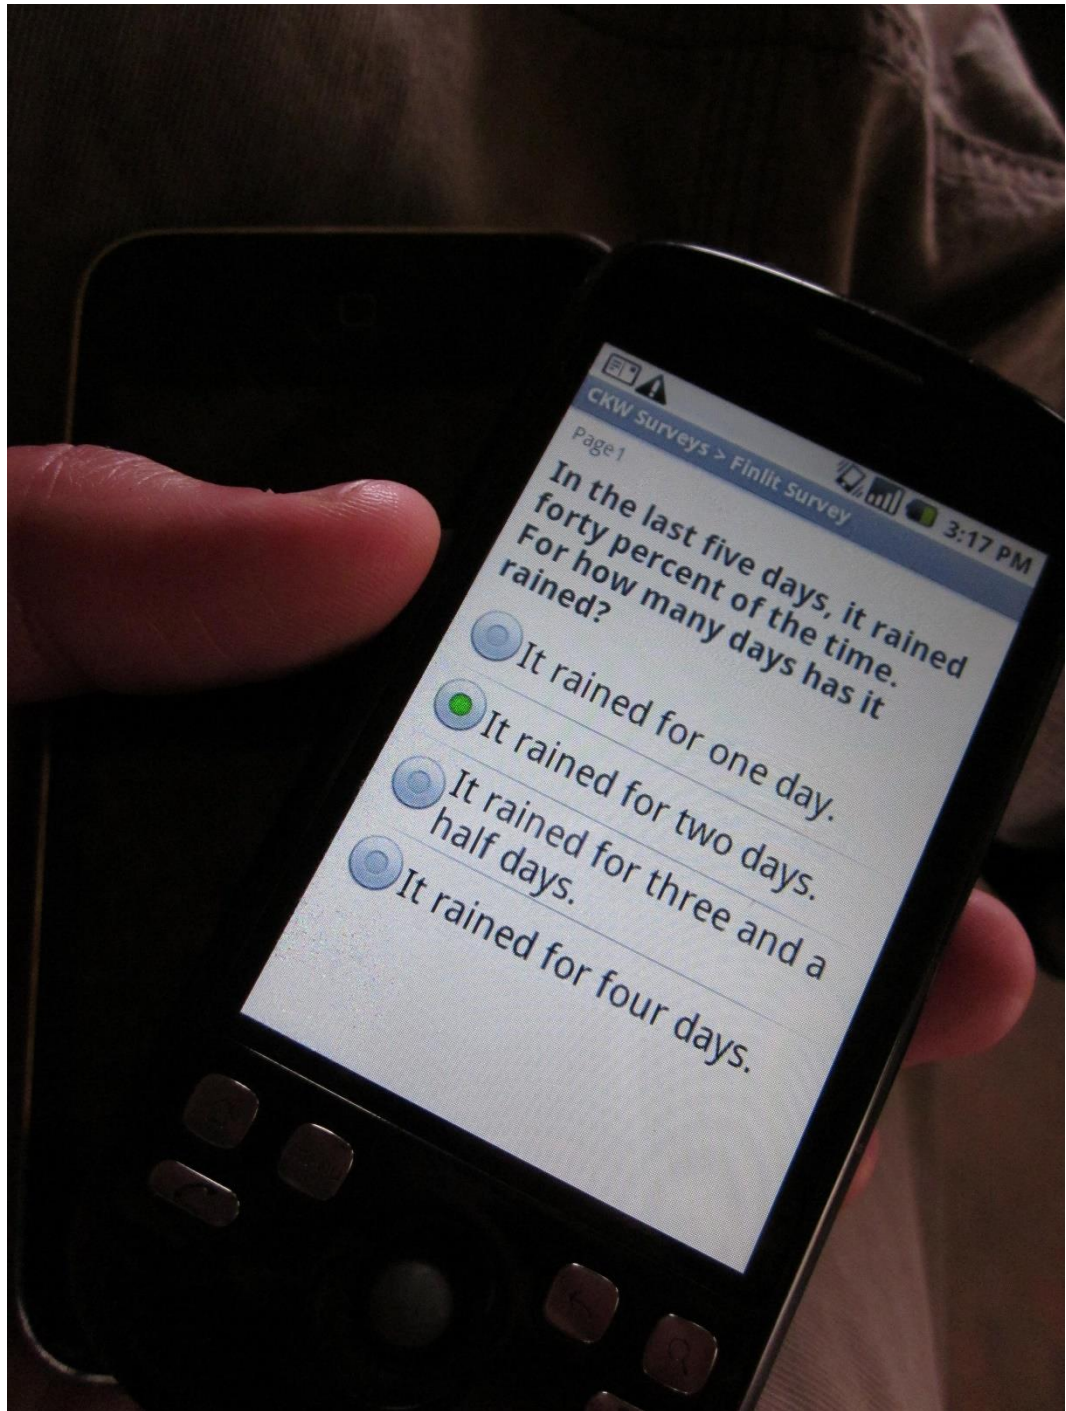 3:17 PM
CKW Surveys > Finlit Survey
Page1
In the last five days, it rained
forty percent of the time.
For how many days has it
rained?
It rained for one day.
It rained for two days.
It rained for three and a
half days.
It rained for four days.